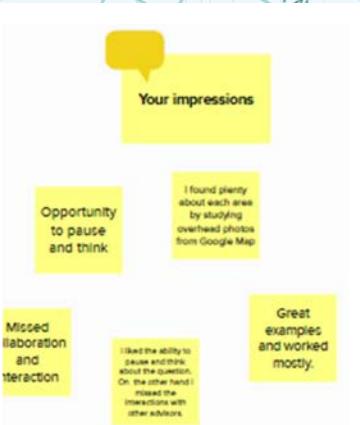 Your impressions
I found plenty
about each area
by studying
overhead photos
from Google Map
Opportunity
to pause
and think
Great
examples
and worked
mostly.
Missed
llaboration
and
nteraction
I liked the ability to
pause and think
about the question.
On the other hand I
missed the
interactions with
other advisors.